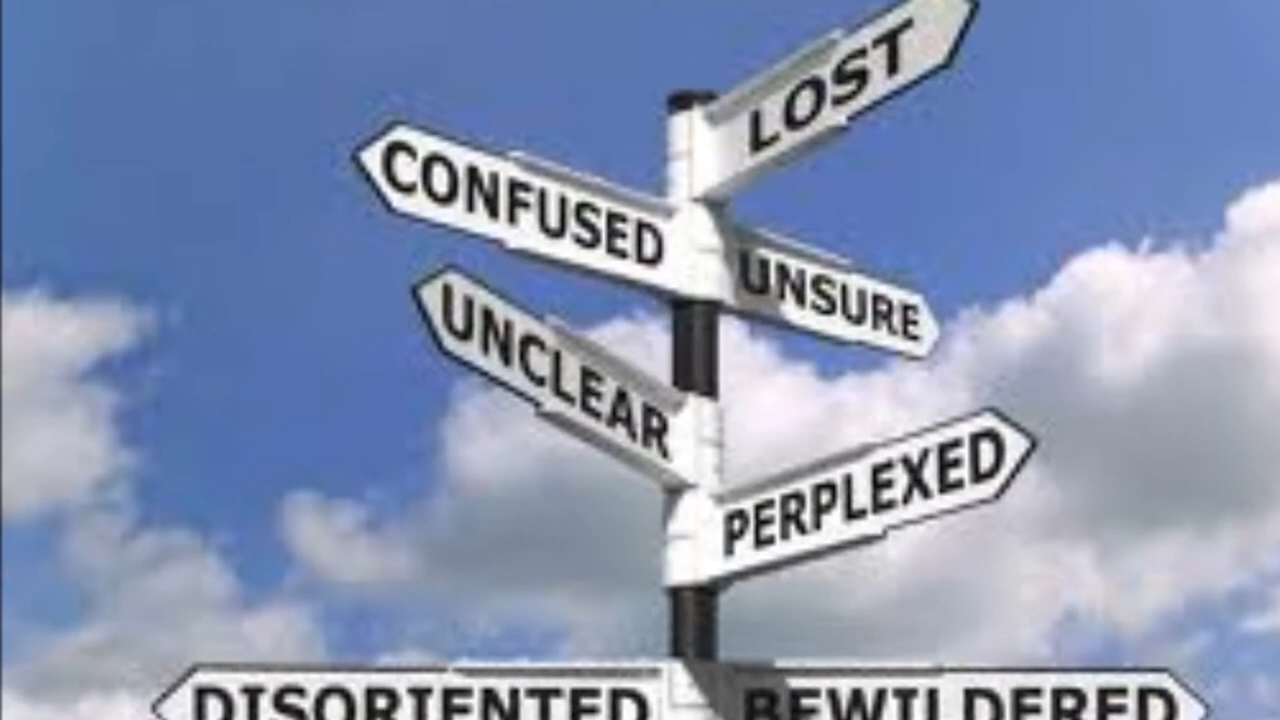 LOST
CONFUSED
UNSURE
UNCLEAR
PERPLEXED
DISORIENTED
BEWILDERED